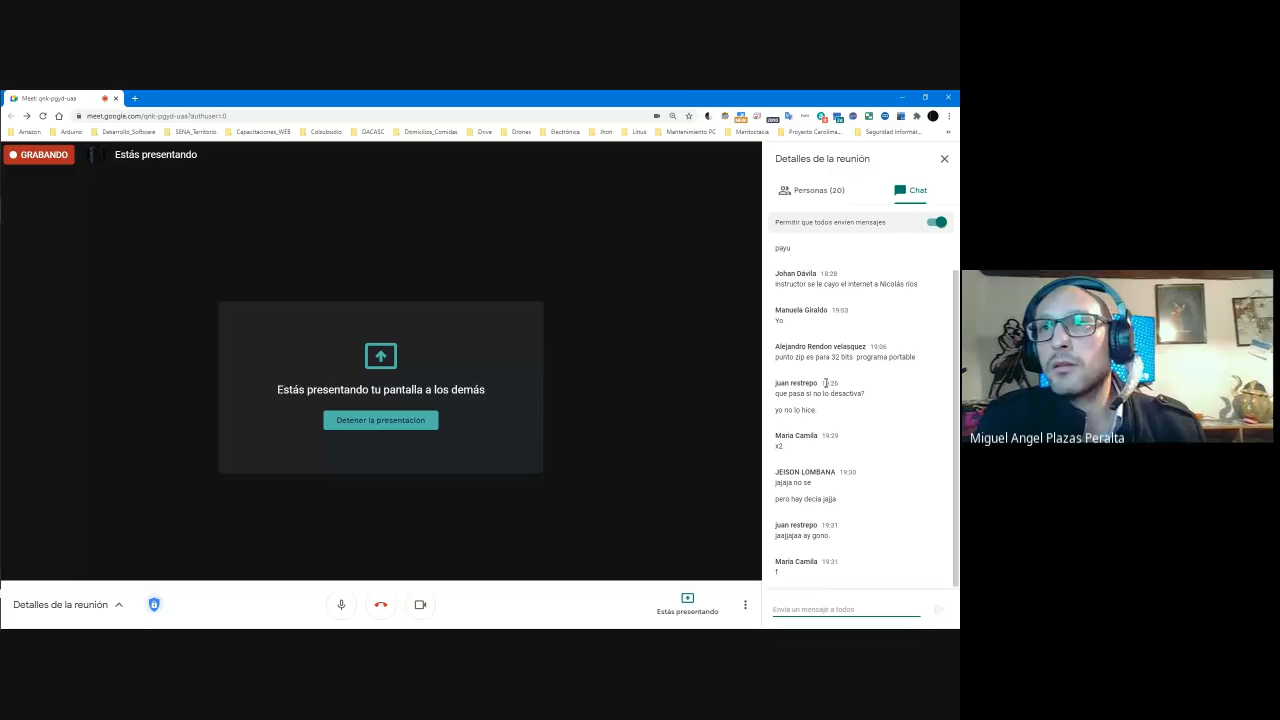 Meet: qnk-pgyd-uaa
meet.google.com/qnk-pgyd-uaa?authuser=0
Amazon Arduino Desarrollo_Software SENA_Territorio Capacitaciones_WEB Colsubsidio DACASC Domicilios_Comidas Drive Drones Electrónica Jhon Linux Mantenimiento PC Meritocracia Proyecto Carolina... Seguridad Informát...
GRABANDO
Estás presentando
Estás presentando tu pantalla a los demás
Detener la presentación
Detalles de la reunión
Estás presentando
Detalles de la reunión
Personas (20) Chat
Permitir que todos envíen mensajes
payu
Johan Dávila 18:28
instructor se le cayo el internet a Nicolás ríos
Manuela Giraldo 19:03
Yo
Alejandro Rendon velasquez 19:06
punto zip es para 32 bits programa portable
juan restrepo
que pasa si no lo desactiva?
yo no lo hice.
Maria Camila 19:29
x2
JEISON LOMBANA 19:30
jajaja no se
pero hay decia jajja
juan restrepo 19:31
jaajjajaa ay gono.
Maria Camila 19:31
f
Envía un mensaje a todos
Miguel Angel Plazas Peralta